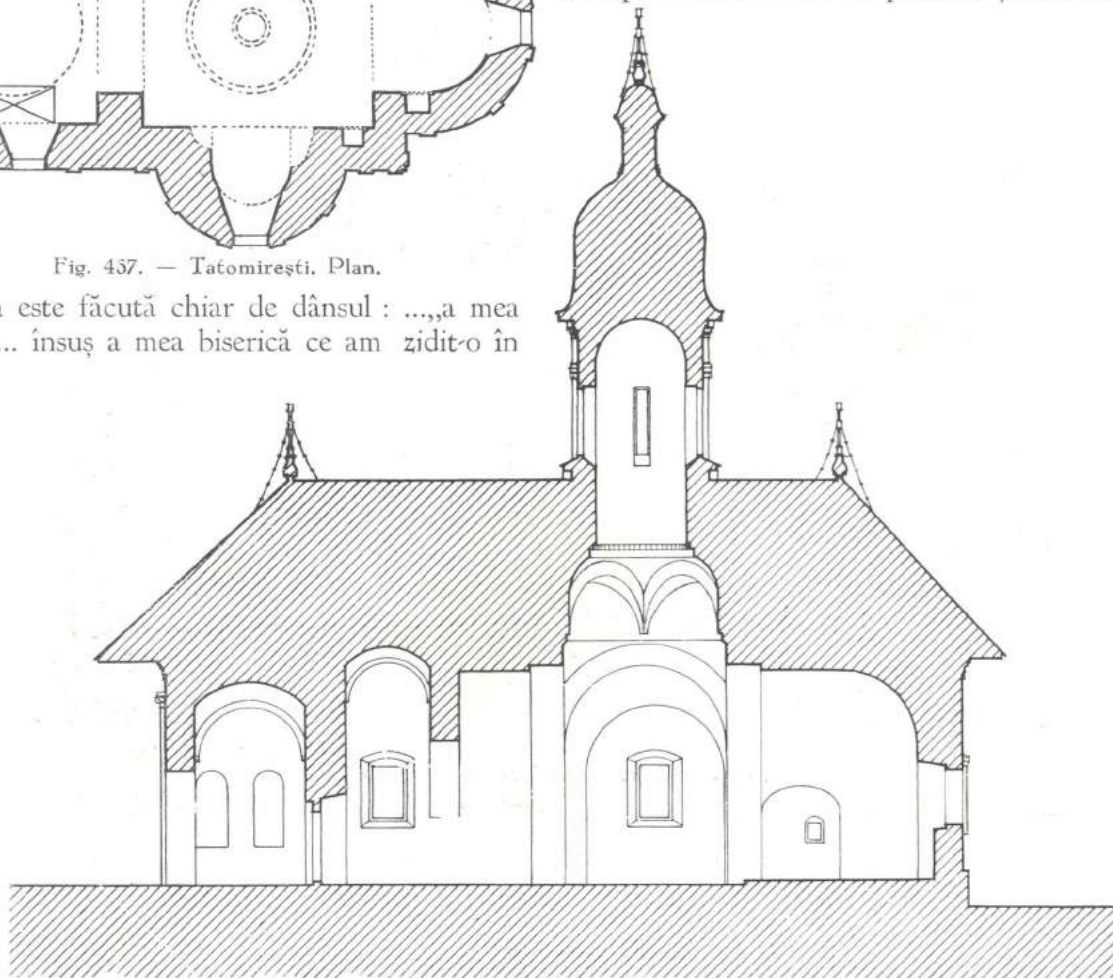 Fig. 457. — Tatomirești. Plan.
este făcută chiar de dânsul : ...„a mea
... însuș a mea biserică ce am zidit-o în